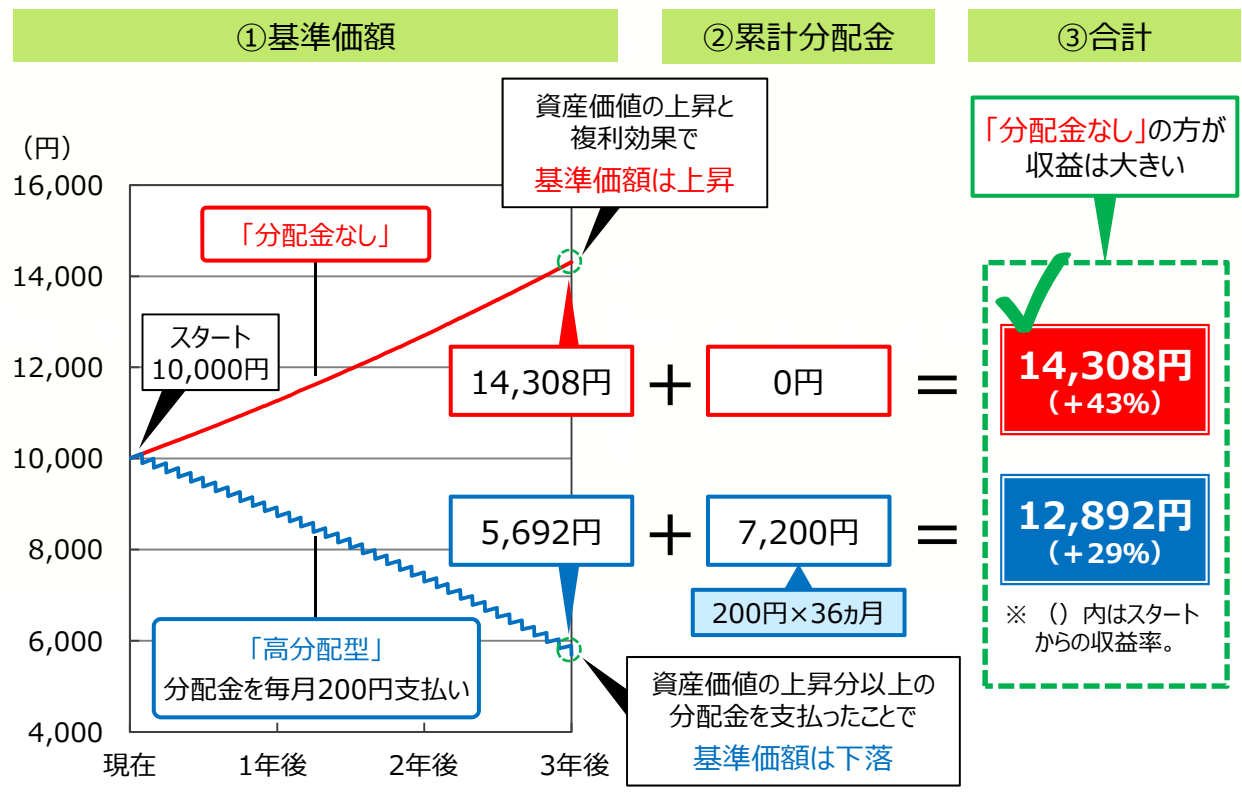 ①基準価額
②累計分配金
③合計
資産価値の上昇と
複利効果で
基準価額は上昇
「分配金なし」の方が
収益は大きい
（円）
16,000
14,000
12,000
10,000
8,000
6,000
4,000
「分配金なし」
スタート
10,000円
14,308円
＋
0円
＝
14,308円
（＋43%）
5,692円
＋
7,200円
＝
12,892円
（＋29%）
200円×36ヵ月
※ （）内はスタート
からの収益率。
「高分配型」
分配金を毎月200円支払い
資産価値の上昇分以上の
分配金を支払ったことで
基準価額は下落
現在
1年後
2年後
3年後